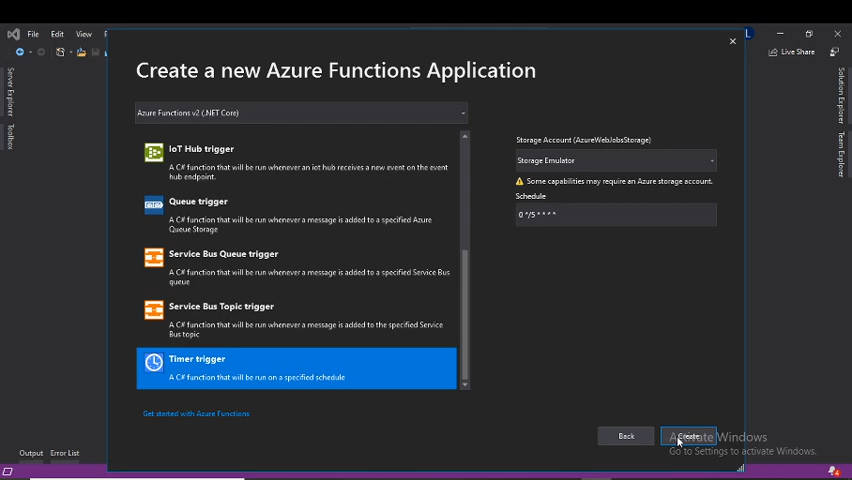 File Edit View
Live Share
Server Explorer
Toolbox
Solution Explorer
Team Explorer
Create a new Azure Functions Application
Azure Functions v2 (.NET Core)
IoT Hub trigger
A C# function that will be run whenever an iot hub receives a new event on the event
hub endpoint.
Queue trigger
A C# function that will be run whenever a message is added to a specified Azure
Queue Storage
Service Bus Queue trigger
A C# function that will be run whenever a message is added to a specified Service Bus
queue
Service Bus Topic trigger
A C# function that will be run whenever a message is added to the specified Service
Bus topic
Timer trigger
A C# function that will be run on a specified schedule
Get started with Azure Functions
Storage Account (AzureWebJobsStorage)
Storage Emulator
Some capabilities may require an Azure storage account.
Schedule
0 */5 * * * *
Back
Create
Activate Windows
Go to Settings to activate Windows.
Output Error List